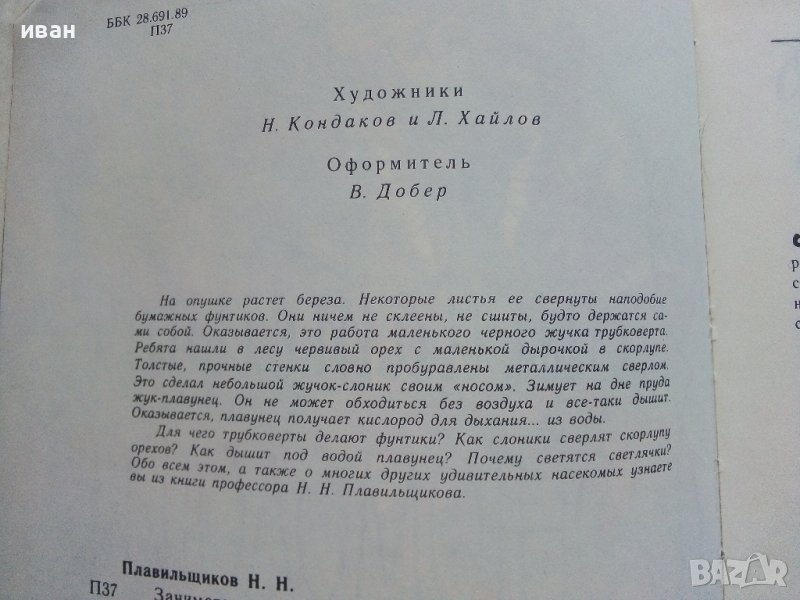 ББК 28.691.89
П37
иван
Художники
Н. Кондаков и Л. Хайлов
Оформитель
В. Добер
На опушке растет береза. Некоторые листья ее свернуты наподобие
бумажных фунтиков. Они ничем не склеены, не сшиты, будто держатся са-
ми собой. Оказывается, это работа маленького черного жучка трубковерта.
Ребята нашли в лесу червивый орех с маленькой дырочкой в скорлупе.
Толстые, прочные стенки словно пробуравлены металлическим сверлом.
Это сделал небольшой жучок-слоник своим «носом». Зимует на дне пруда
жук-плавунец. Он не может обходиться без воздуха и все-таки дышит.
Оказывается, плавунец получает кислород для дыхания... из воды.
Для чего трубковерты делают фунтики? Как слоники сверлят скорлупу
орехов? Как дышит под водой плавунец? Почему светятся светлячки?
Обо всем этом, а также о многих других удивительных насекомых узнаете
вы из книги профессора Н. Н. Плавильщикова.
Плавильщиков Н. Н.
П37
BAZAR.bg